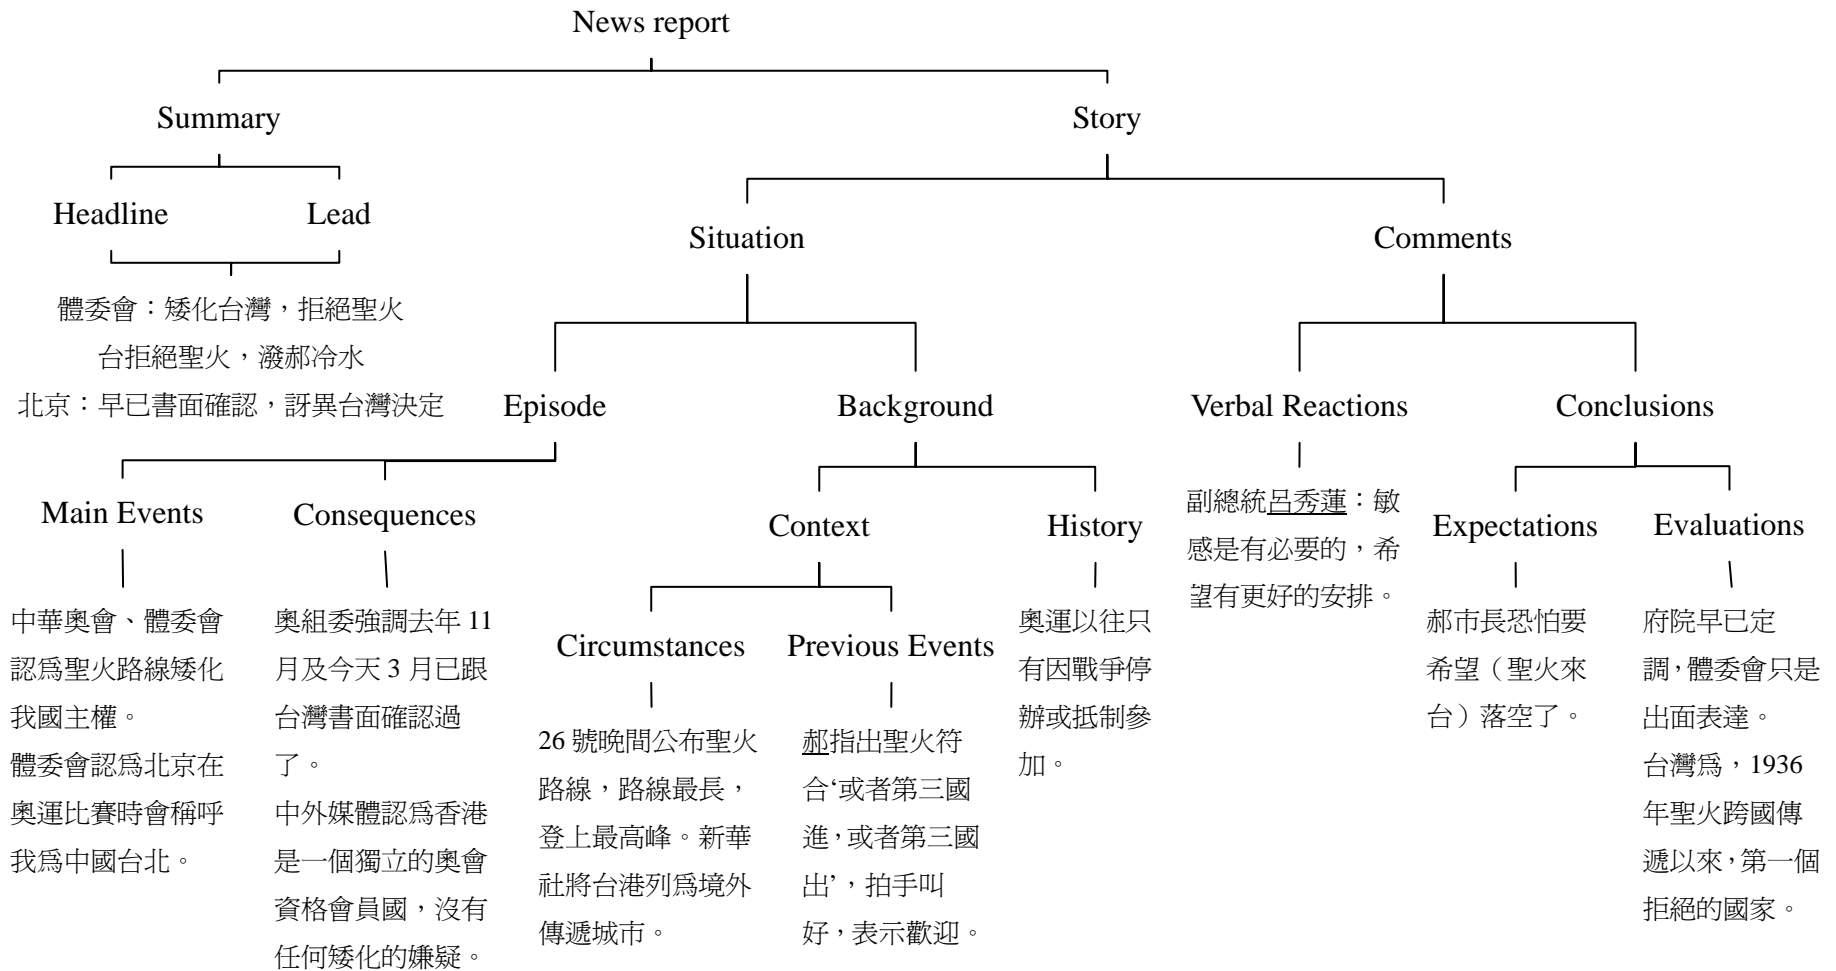 News report
Summary
Story
Headline
Lead
Situation
Comments
體委會：矮化台灣，拒絕聖火
台拒絕聖火，潑郝冷水
北京：早已書面確認，訝異台灣決定
Episode
Background
Verbal Reactions
Conclusions
Main Events
Consequences
Context
History
副總統呂秀蓮：敏
感是有必要的，希
望有更好的安排。
Expectations
Evaluations
中華奧會、體委會
認為聖火路線矮化
我國主權。
體委會認為北京在
奧運比賽時會稱呼
我為中國台北。
奧組委強調去年 11
月及今天 3 月已跟
台灣書面確認過
了。
中外媒體認為香港
是一個獨立的奧會
資格會員國，沒有
任何矮化的嫌疑。
Circumstances
Previous Events
26 號晚間公布聖火
路線，路線最長，
登上最高峰。新華
社將台港列為境外
傳遞城市。
郝指出聖火符
合‘或者第三國
進，或者第三國
出’，拍手叫
好，表示歡迎。
奧運以往只
有因戰爭停
辦或抵制參
加。
郝市長恐怕要
希望（聖火來
台）落空了。
府院早已定
調，體委會只是
出面表達。
台灣為，1936
年聖火跨國傳
遞以來，第一個
拒絕的國家。